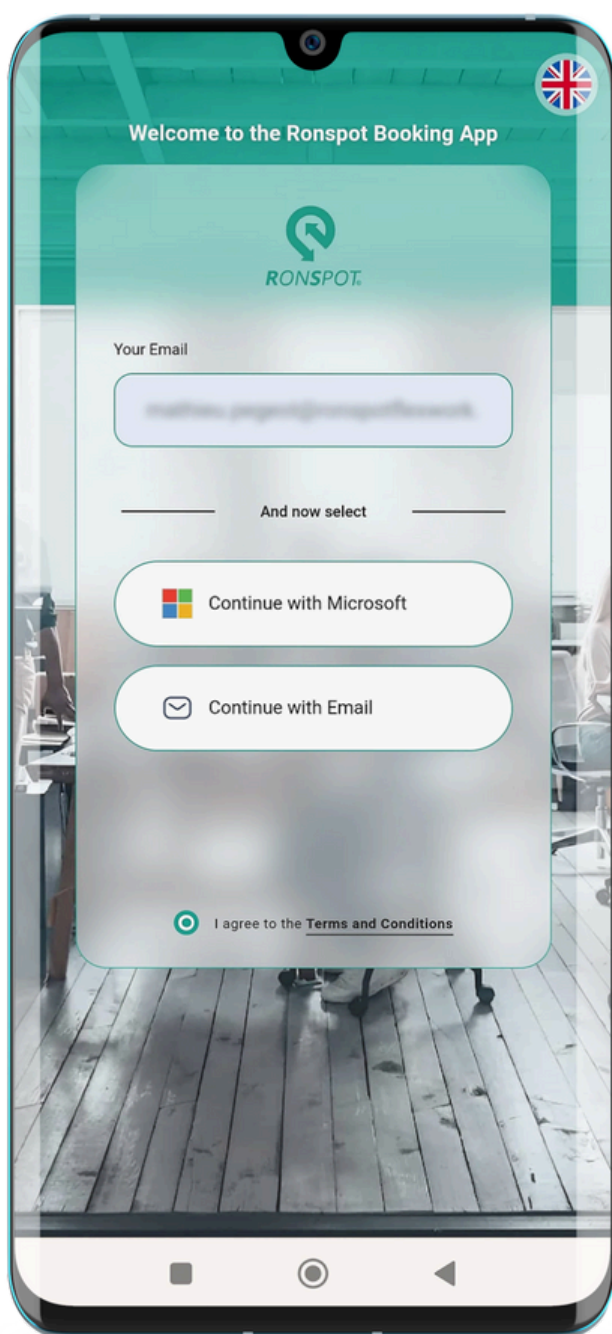 Welcome to the Ronspot Booking App
RONSPOT
Your Email
And now select
Continue with Microsoft
Continue with Email
I agree to the Terms and Conditions